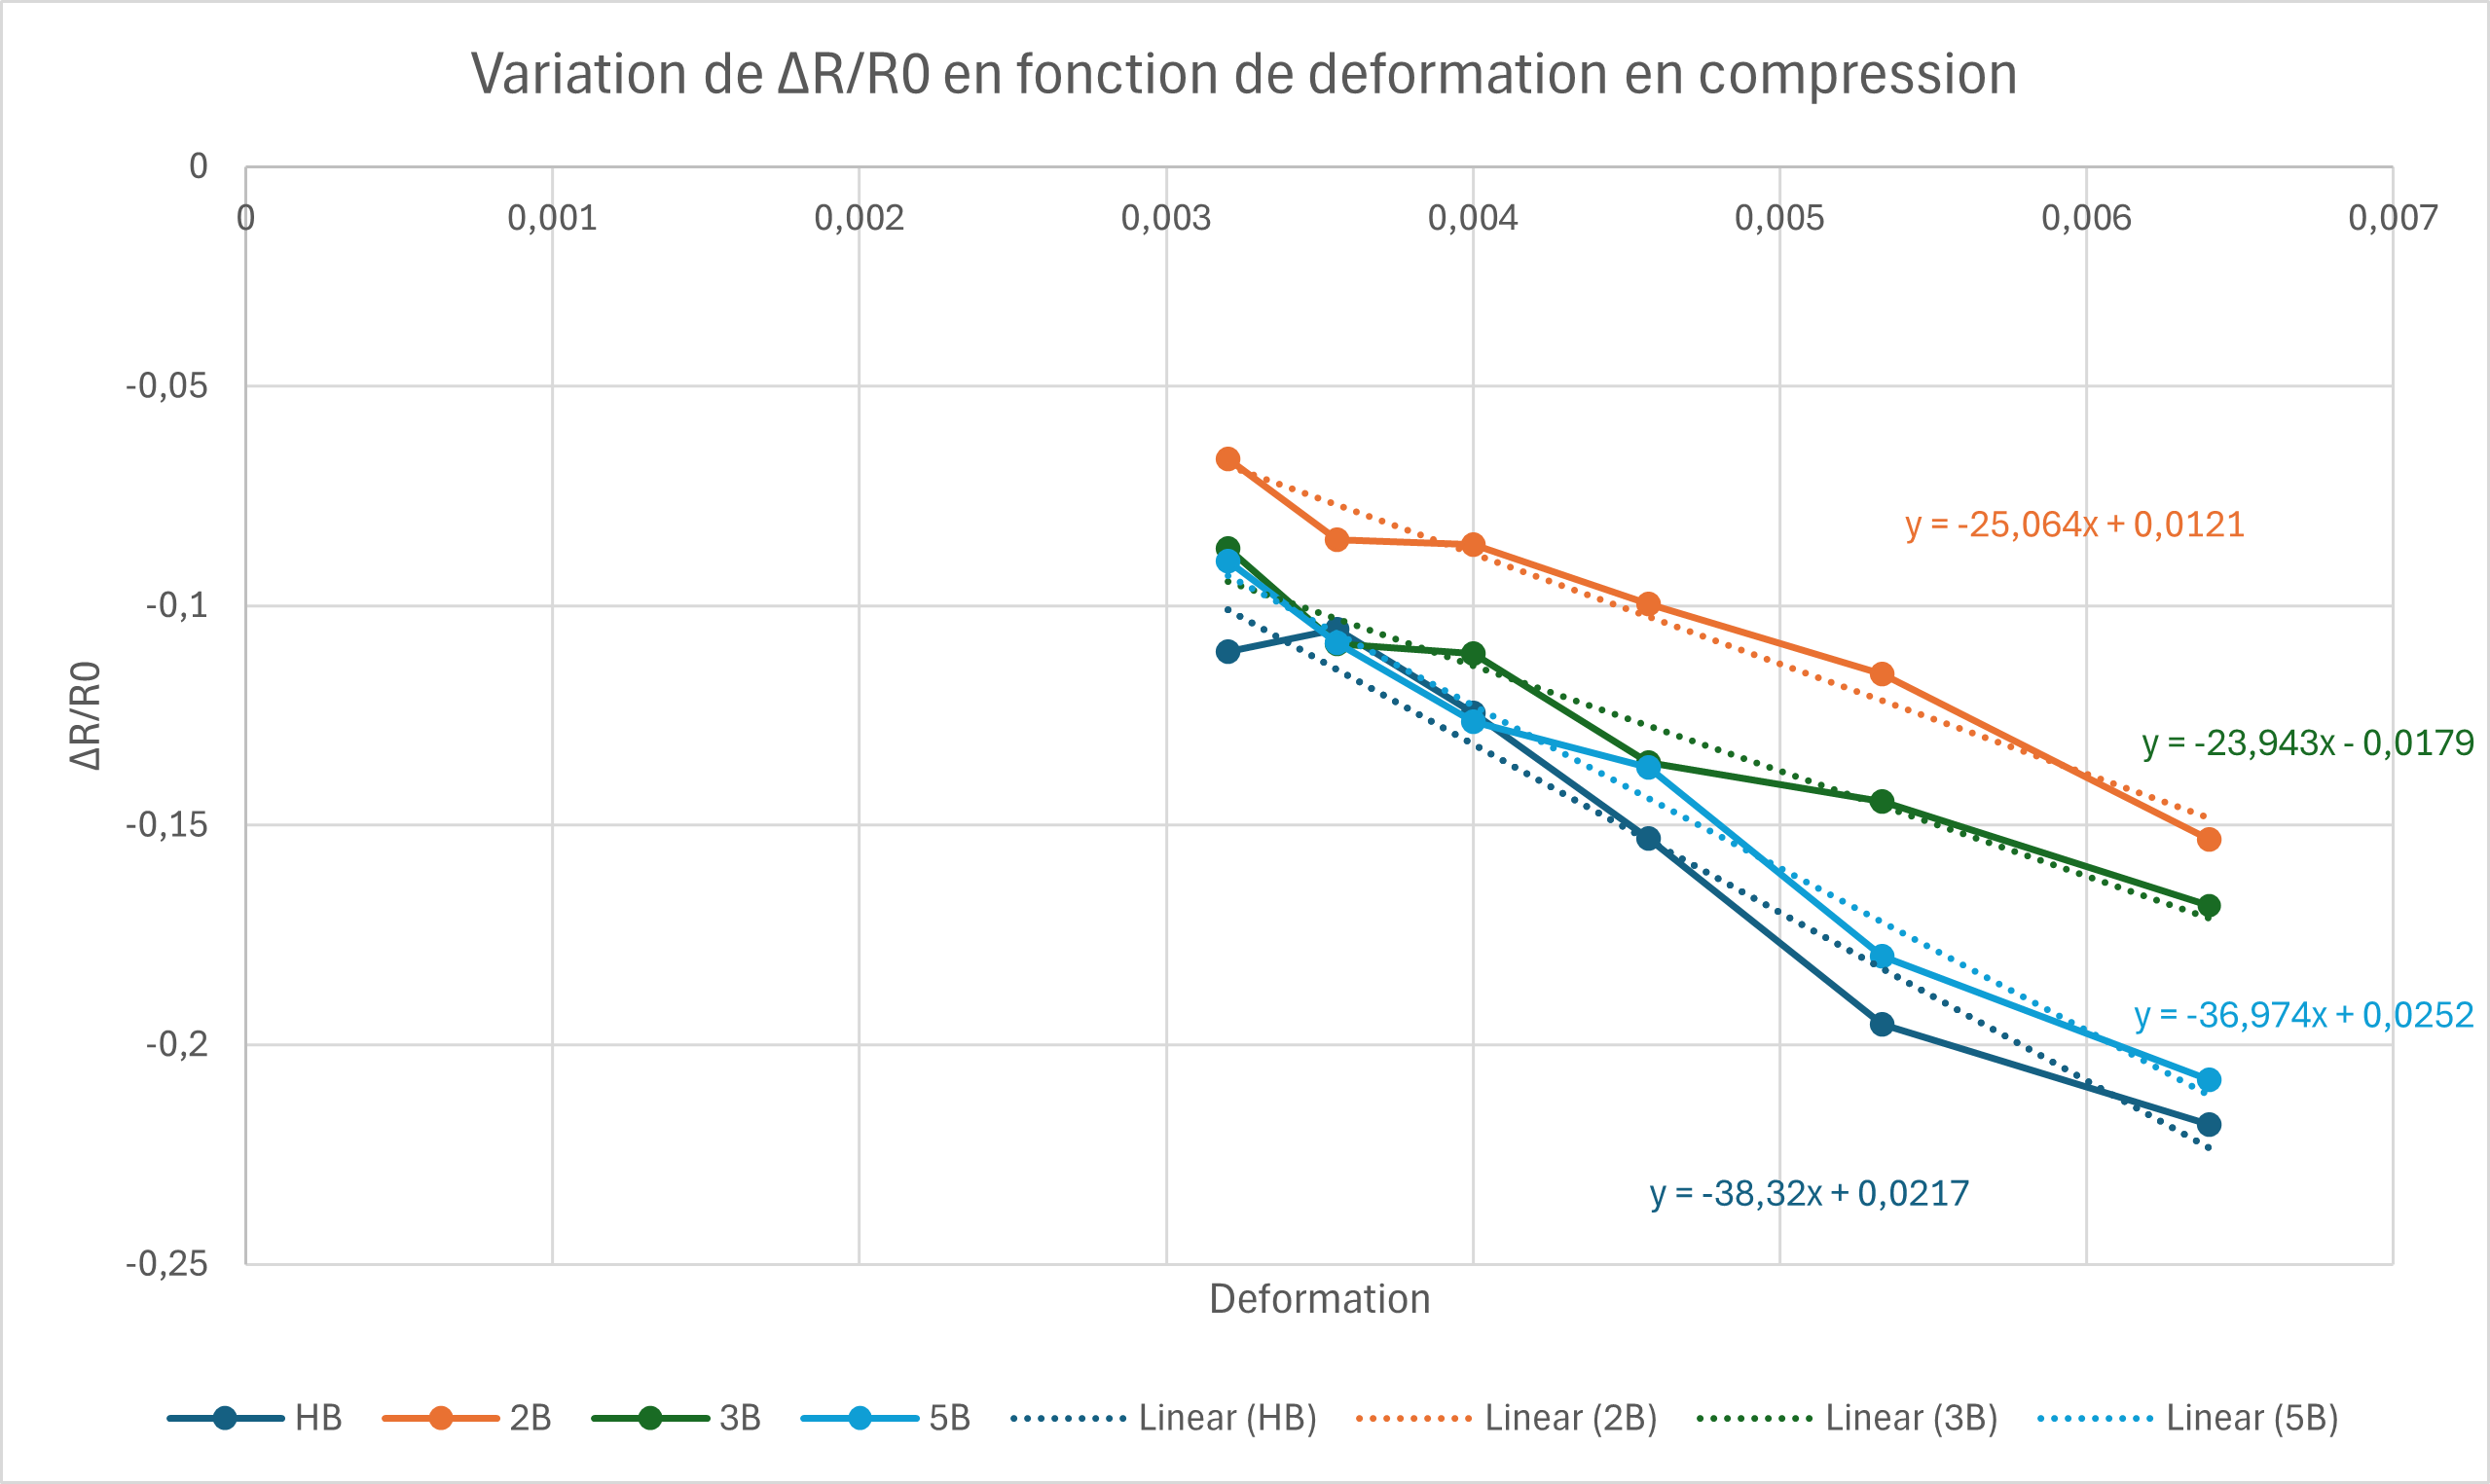 Variation de ΔR/R0 en fonction de deformation en compression
0
0 0,001 0,002 0,003 0,004 0,005 0,006 0,007
-0,05
y = -25,064x + 0,0121
-0,1
ΔR/R0
y = -23,943x - 0,0179
-0,15
y = -36,974x + 0,0252
-0,2
y = -38,32x + 0,0217
-0,25
Deformation
HB 2B 3B 5B Linear (HB) Linear (2B) Linear (3B) Linear (5B)